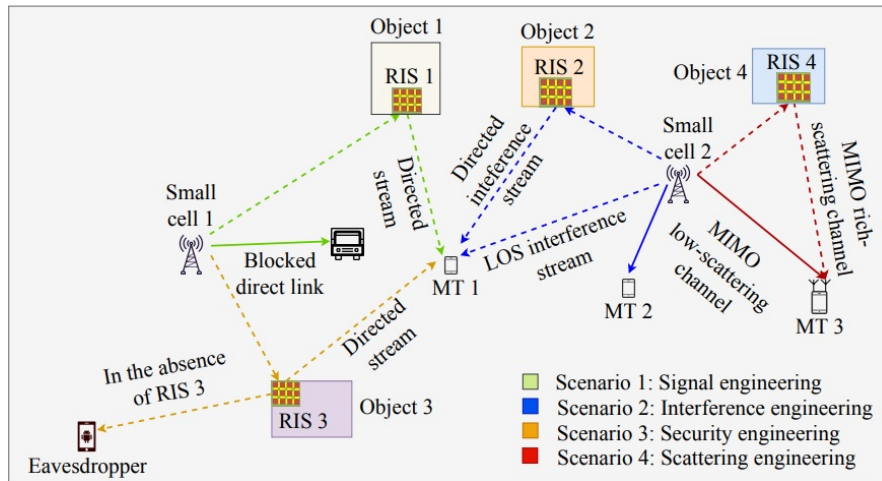 Object 1
RIS 1
Object 2
RIS 2
Object 4
RIS 4
Small
cell 1
Directed
stream
Directed
inteference
stream
Small
cell 2
MIMO rich-
scattering channel
Blocked
direct link
MT 1
LOS interference
stream
MT 2
MIMO
low-scattering
channel
MT 3
In the absence
of RIS 3
Directed
stream
RIS 3
Object 3
Eavesdropper
Scenario 1: Signal engineering
Scenario 2: Interference engineering
Scenario 3: Security engineering
Scenario 4: Scattering engineering